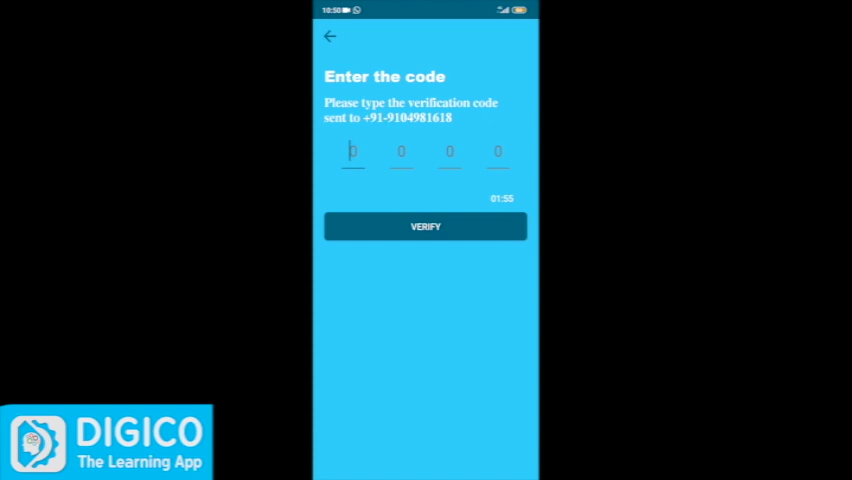 10:50
Enter the code
Please type the verification code
sent to +91-9104981618
0 0 0 0
01:55
VERIFY
DIGICO
The Learning App